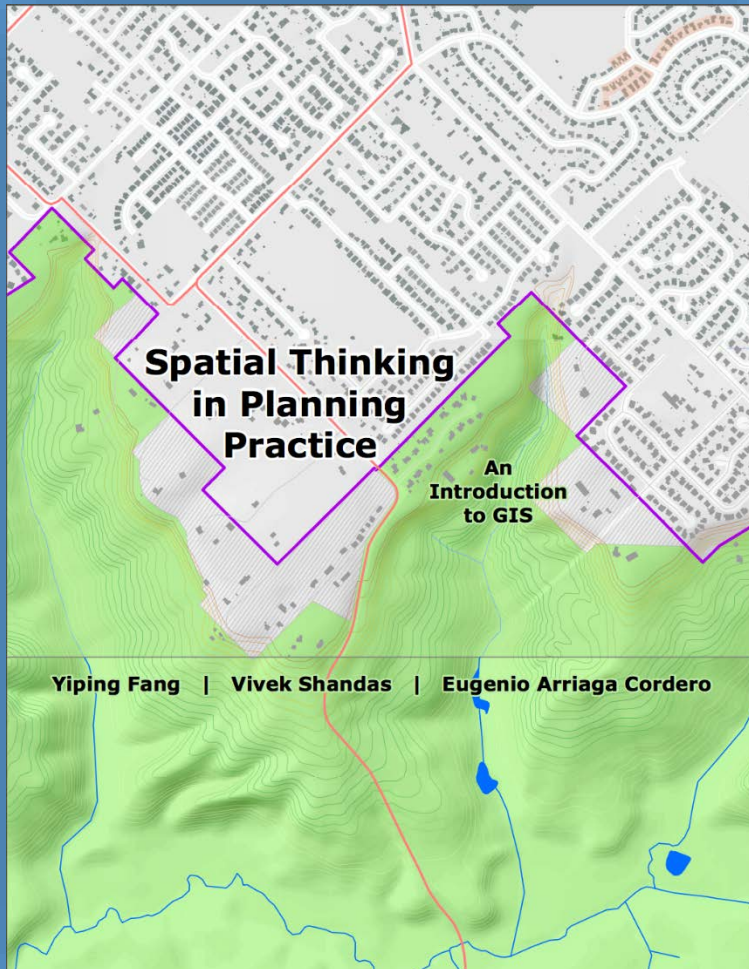 Spatial Thinking
in Planning
Practice
An
Introduction
to GIS
Yiping Fang | Vivek Shandas | Eugenio Arriaga Cordero